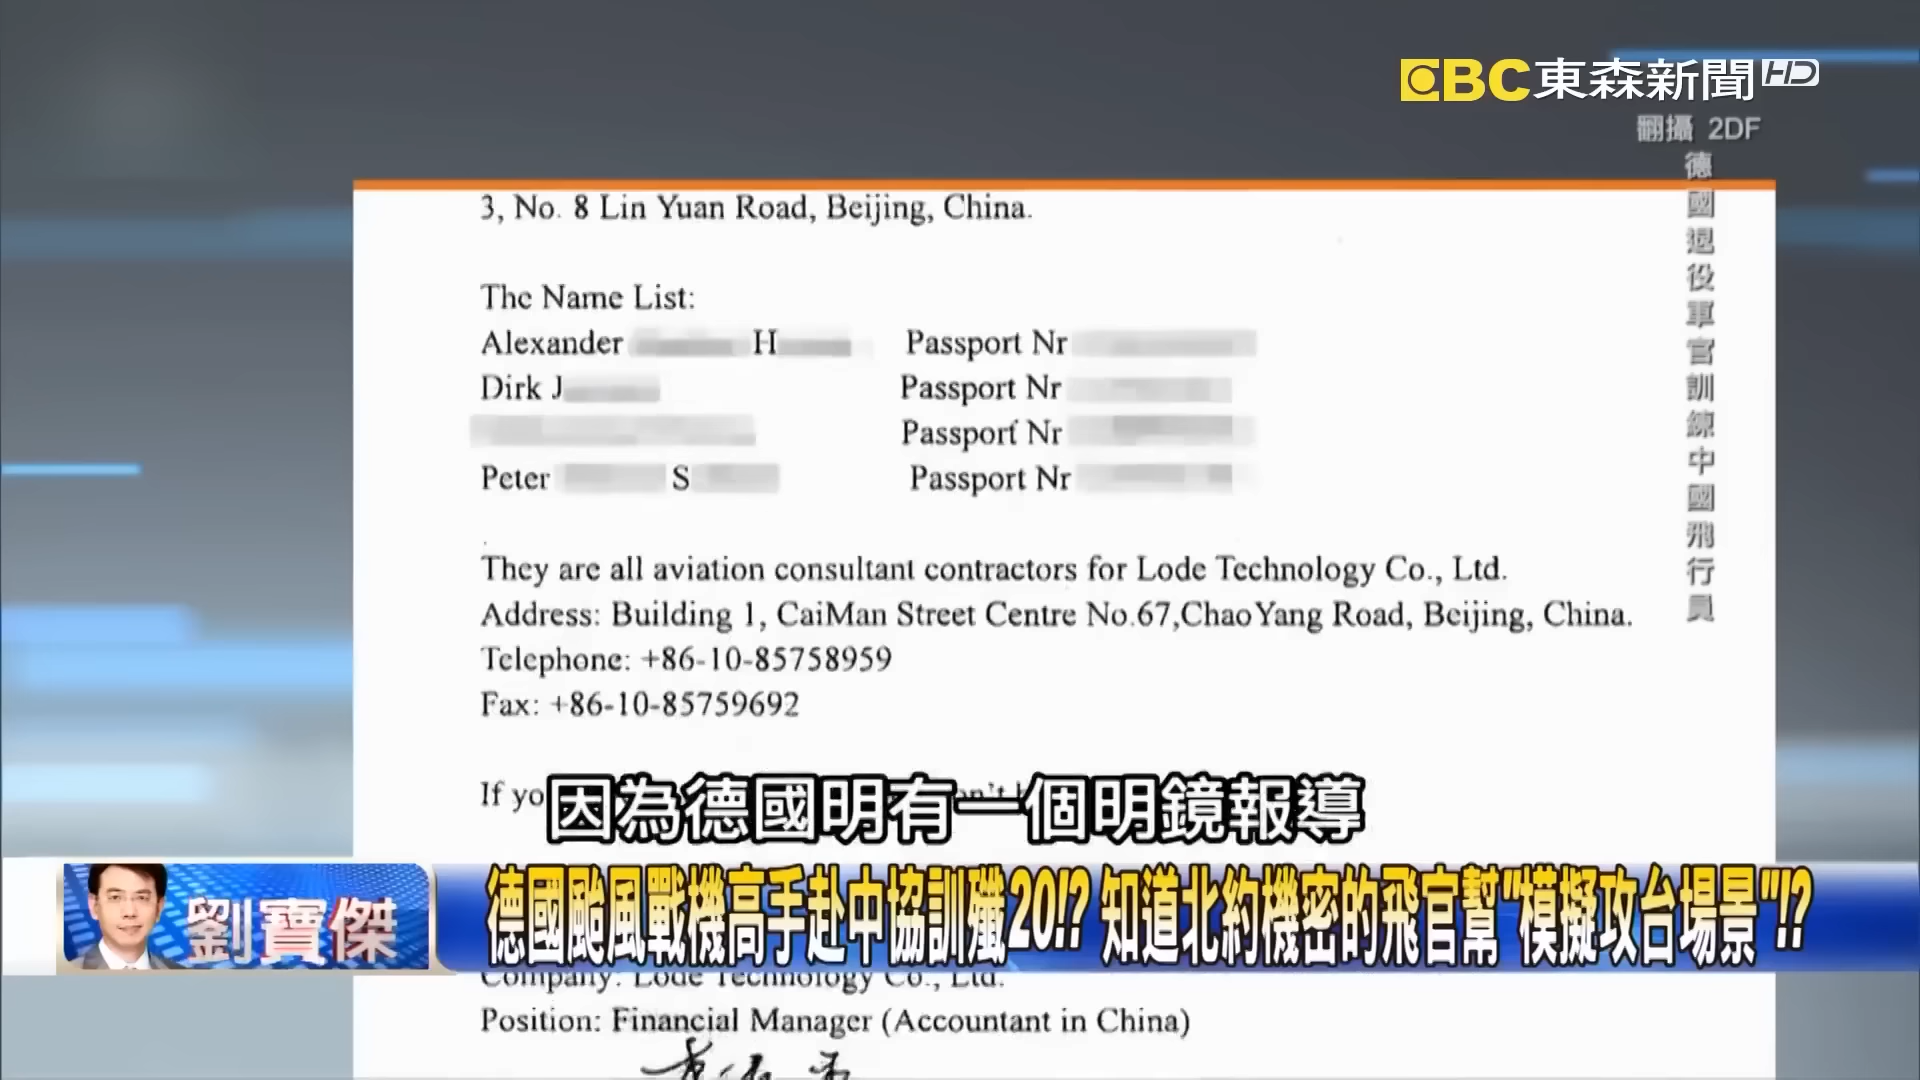 EBC東森新聞HD
翻攝 2DF
德國退役軍官訓練中國飛行員
3, No. 8 Lin Yuan Road, Beijing, China.
The Name List:
Alexander H Passport Nr
Dirk J Passport Nr
Passport Nr
Peter S Passport Nr
They are all aviation consultant contractors for Lode Technology Co., Ltd.
Address: Building 1, CaiMan Street Centre No.67,ChaoYang Road, Beijing, China.
Telephone: +86-10-85758959
Fax: +86-10-85759692
If yo
因為德國明有一個明鏡報導
劉寶傑
德國颱風戰機高手赴中協訓殲20!? 知道北約機密的飛官幫"模擬攻台場景"!?
Company: Lode Technology Co., Ltd.
Position: Financial Manager (Accountant in China)